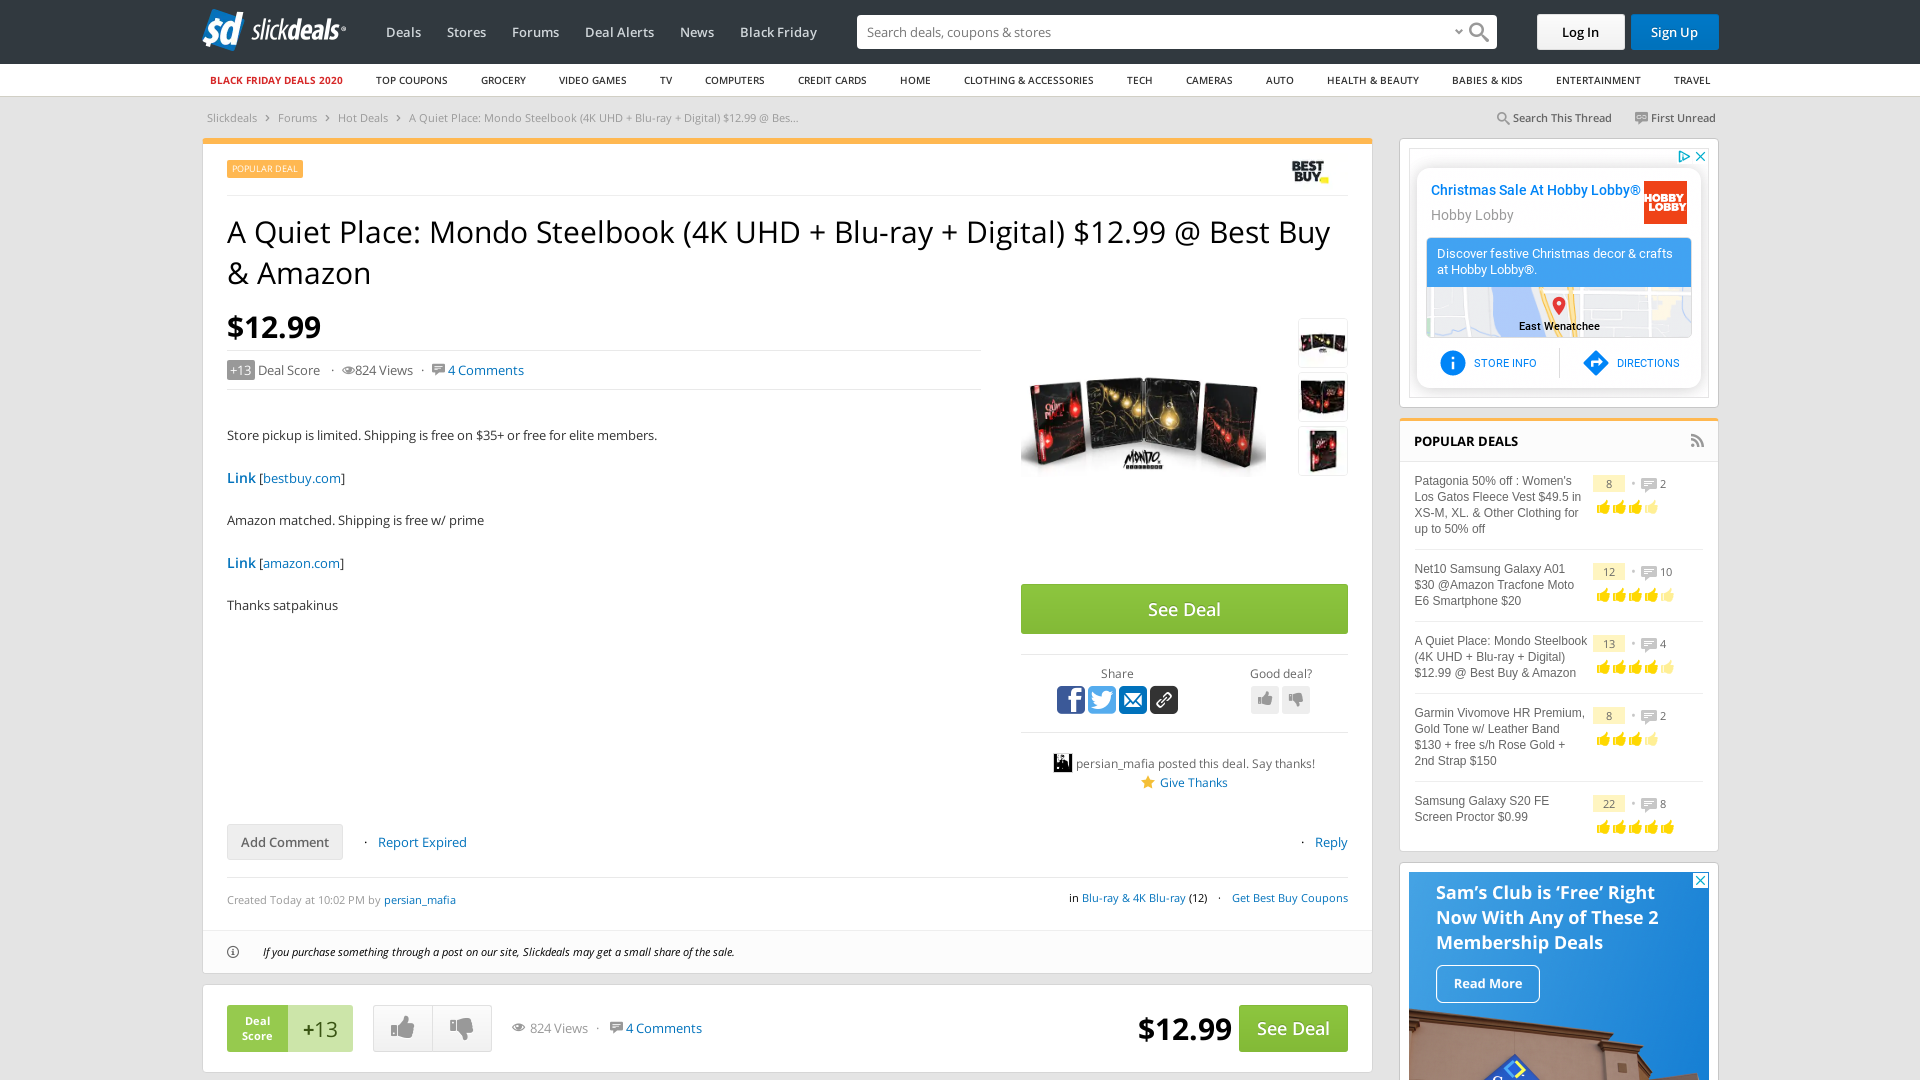 slickdeals
Deals Stores Forums Deal Alerts News Black Friday
Search deals, coupons & stores
Log In Sign Up
BLACK FRIDAY DEALS 2020 TOP COUPONS GROCERY VIDEO GAMES TV COMPUTERS CREDIT CARDS HOME CLOTHING & ACCESSORIES TECH CAMERAS AUTO HEALTH & BEAUTY BABIES & KIDS ENTERTAINMENT TRAVEL
Slickdeals › Forums › Hot Deals › A Quiet Place: Mondo Steelbook (4K UHD + Blu-ray + Digital) $12.99 @ Bes...
Search This Thread First Unread
POPULAR DEAL
BEST BUY
A Quiet Place: Mondo Steelbook (4K UHD + Blu-ray + Digital) $12.99 @ Best Buy
& Amazon
$12.99
+13 Deal Score · 824 Views · 4 Comments
Store pickup is limited. Shipping is free on $35+ or free for elite members.
Link [bestbuy.com]
Amazon matched. Shipping is free w/ prime
Link [amazon.com]
Thanks satpakinus
MONDO
See Deal
Share
Good deal?
persian_mafia posted this deal. Say thanks!
Give Thanks
Add Comment · Report Expired
· Reply
Created Today at 10:02 PM by persian_mafia
in Blu-ray & 4K Blu-ray (12) · Get Best Buy Coupons
If you purchase something through a post on our site, Slickdeals may get a small share of the sale.
Deal
Score
+13
824 Views · 4 Comments
$12.99 See Deal
Christmas Sale At Hobby Lobby®
Hobby Lobby
HOBBY
LOBBY
Discover festive Christmas decor & crafts
at Hobby Lobby®.
East Wenatchee
STORE INFO DIRECTIONS
POPULAR DEALS
Patagonia 50% off : Women's
Los Gatos Fleece Vest $49.5 in
XS-M, XL. & Other Clothing for
up to 50% off
8 • 2
Net10 Samsung Galaxy A01
$30 @Amazon Tracfone Moto
E6 Smartphone $20
12 • 10
A Quiet Place: Mondo Steelbook
(4K UHD + Blu-ray + Digital)
$12.99 @ Best Buy & Amazon
13 • 4
Garmin Vivomove HR Premium,
Gold Tone w/ Leather Band
$130 + free s/h Rose Gold +
2nd Strap $150
8 • 2
Samsung Galaxy S20 FE
Screen Proctor $0.99
22 • 8
Sam's Club is 'Free' Right
Now With Any of These 2
Membership Deals
Read More